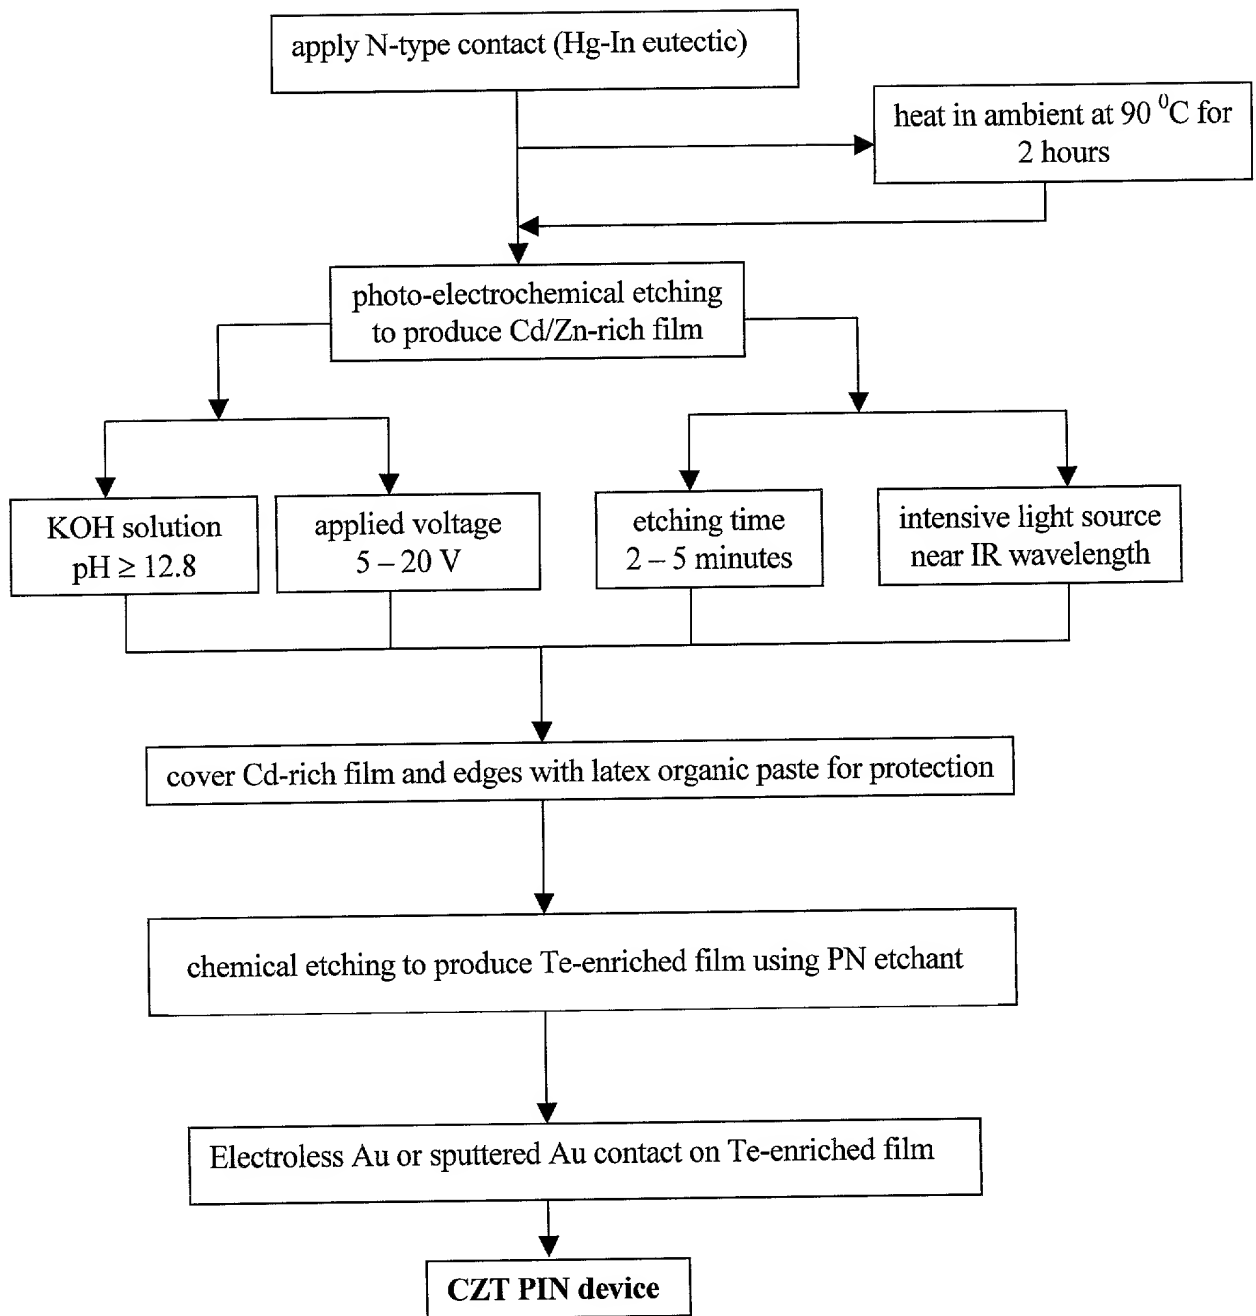 apply N-type contact (Hg-In eutectic)
heat in ambient at 90 ⁰C for
2 hours
photo-electrochemical etching
to produce Cd/Zn-rich film
KOH solution
pH ≥ 12.8
applied voltage
5 – 20 V
etching time
2 – 5 minutes
intensive light source
near IR wavelength
cover Cd-rich film and edges with latex organic paste for protection
chemical etching to produce Te-enriched film using PN etchant
Electroless Au or sputtered Au contact on Te-enriched film
CZT PIN device